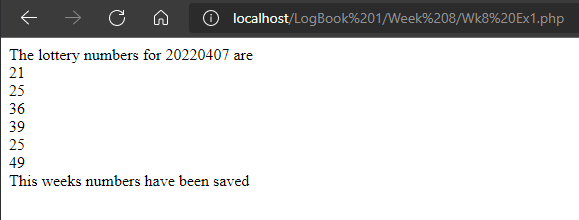 localhost/LogBook%201/Week%208/Wk8%20Ex1.php
The lottery numbers for 20220407 are
21
25
36
39
25
49
This weeks numbers have been saved